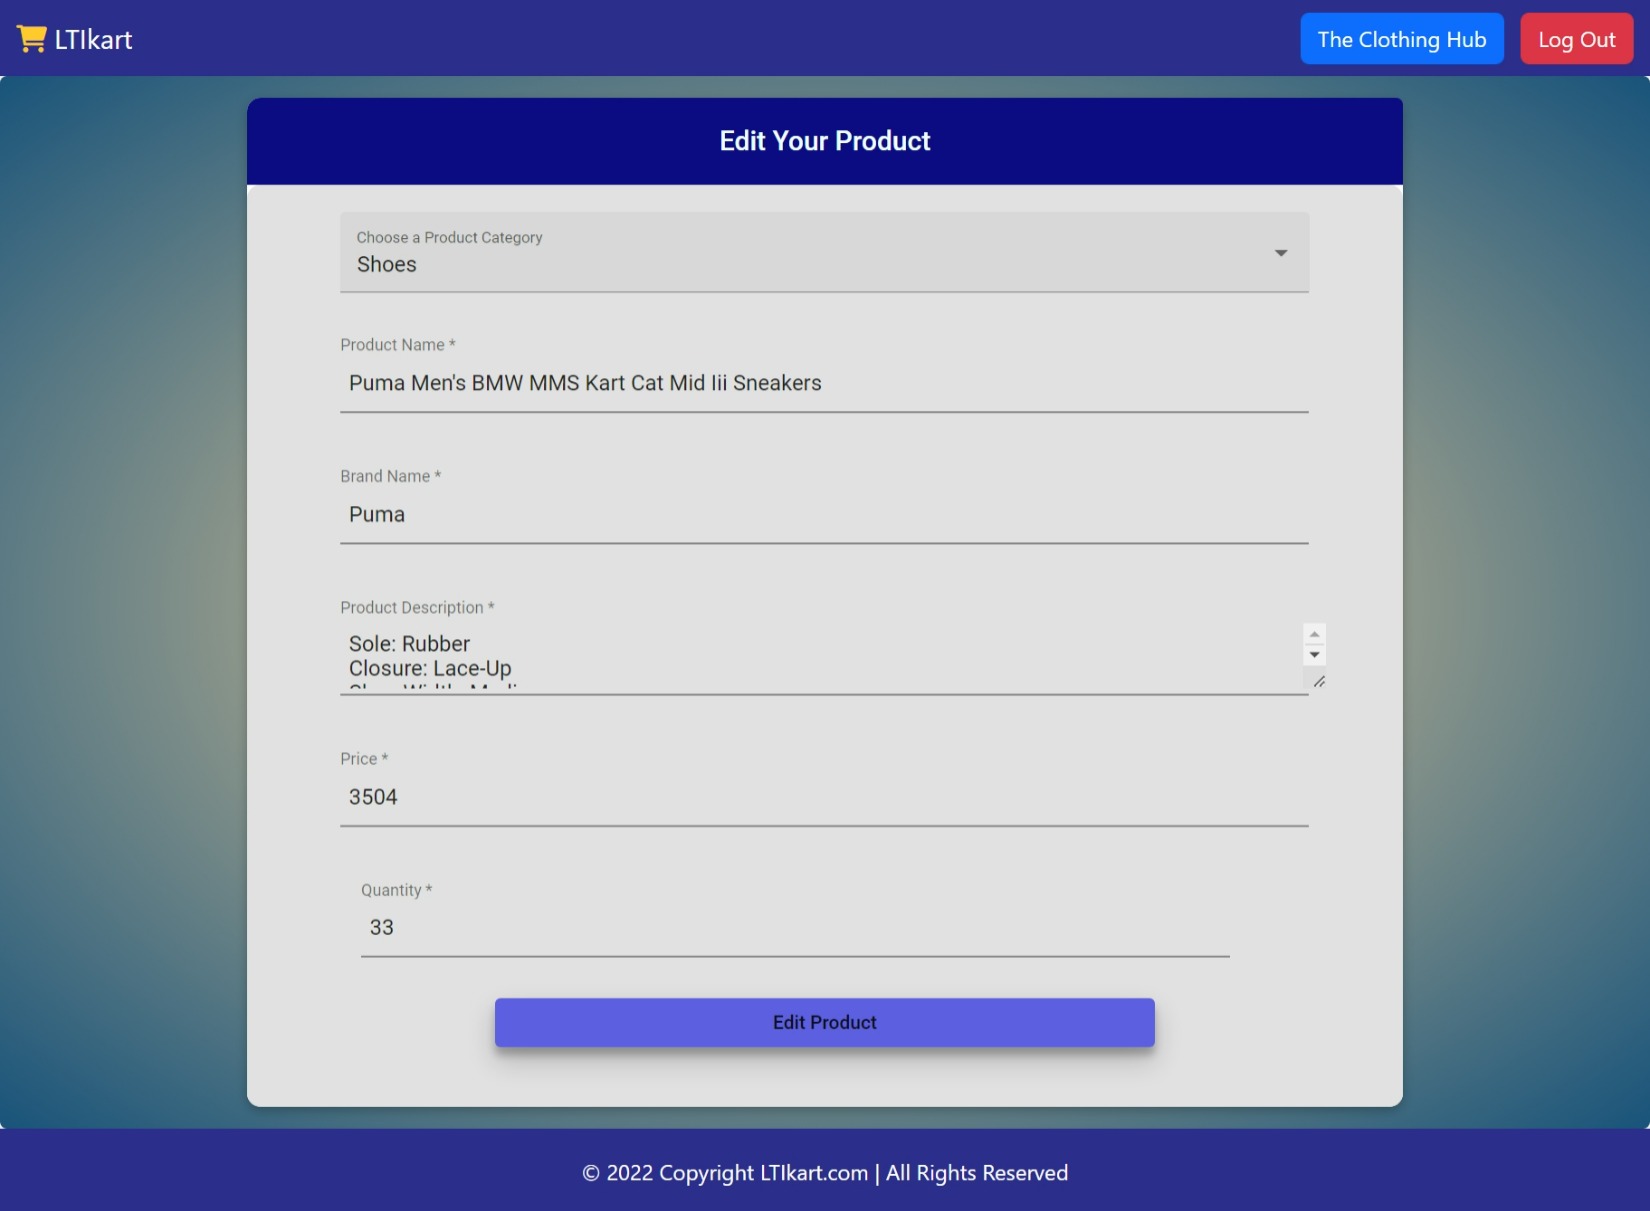 LTIkart
The Clothing Hub
Log Out
Edit Your Product
Choose a Product Category
Shoes
Product Name *
Puma Men's BMW MMS Kart Cat Mid Iii Sneakers
Brand Name *
Puma
Product Description *
Sole: Rubber
Closure: Lace-Up
Price *
3504
Quantity *
33
Edit Product
© 2022 Copyright LTIkart.com | All Rights Reserved